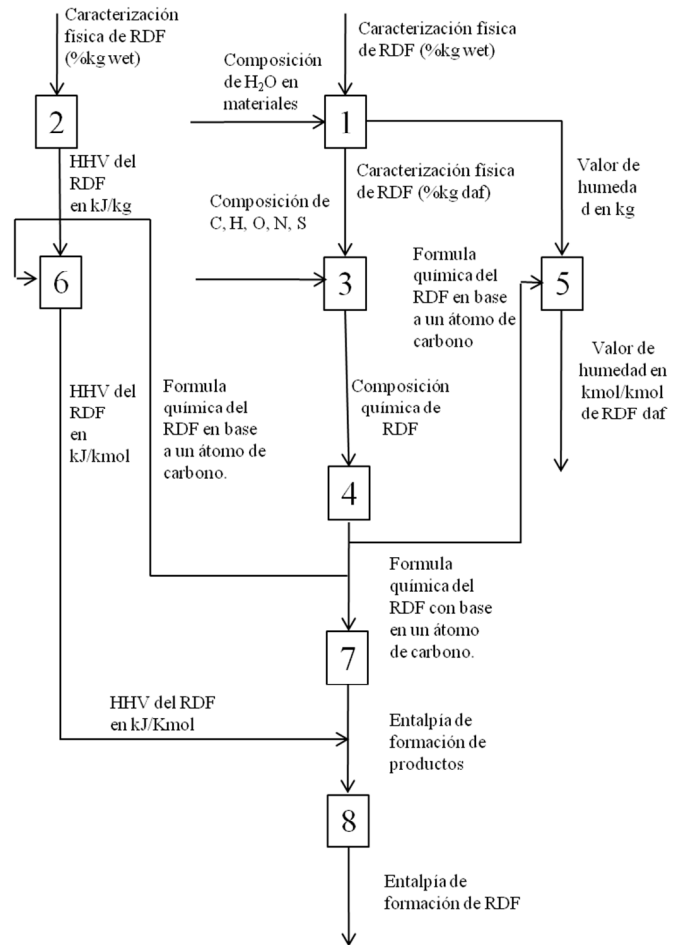 Caracterización
física de RDF
(%kg wet)
Caracterización física
de RDF (%kg wet)
Composición
de H₂O en
materiales
2
1
HHV del
RDF
en kJ/kg
Caracterización física
de RDF (%kg daf)
Valor de
humeda
d en kg
Composición de
C, H, O, N, S
Formula
química del
RDF en base
a un átomo de
carbono
6
3
5
HHV del
RDF
en
kJ/kmol
Formula
química del
RDF en base
a un átomo de
carbono.
Composición
química de
RDF
Valor de
humedad en
kmol/kmol
de RDF daf
4
Formula
química del
RDF con base
en un átomo
de carbono.
7
HHV del RDF
en kJ/Kmol
Entalpía de
formación de
productos
8
Entalpía de
formación de RDF